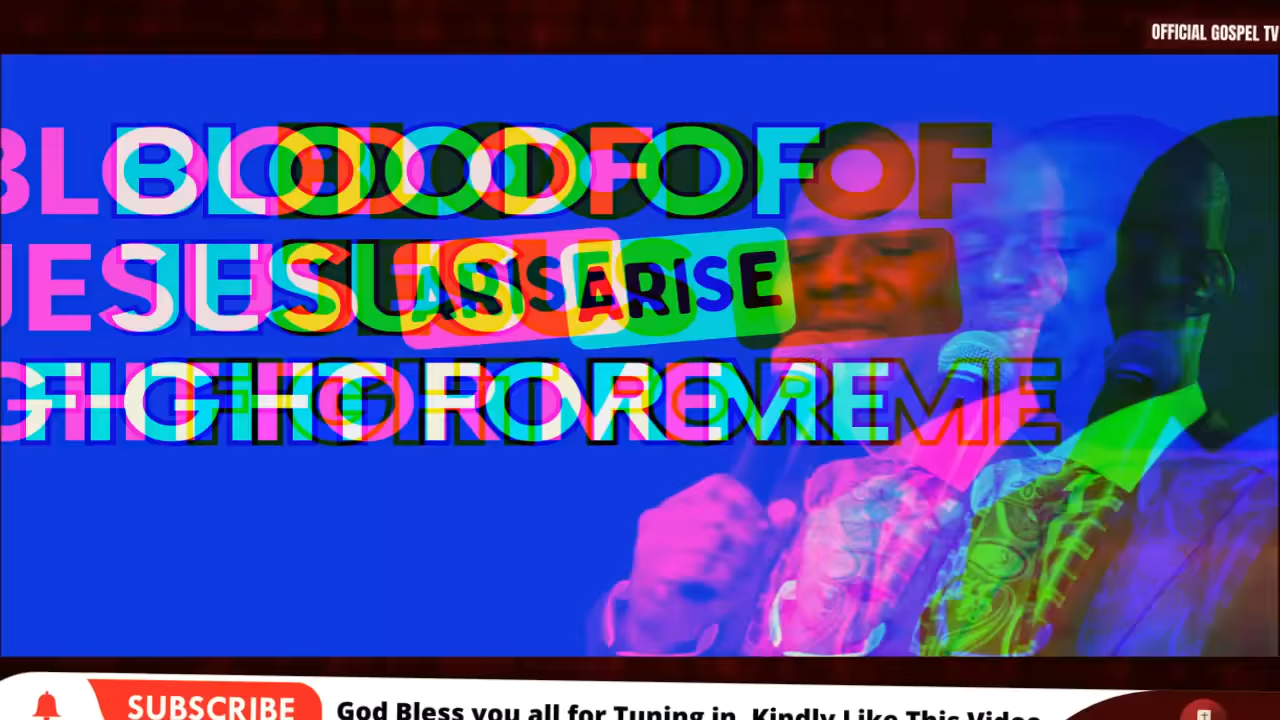 OFFICIAL GOSPEL TV
BLOOD OF
JESUS ARISE
FIGHT FOR ME
SUBSCRIBE
God Bless you all for Tuning in, Kindly Like This Video